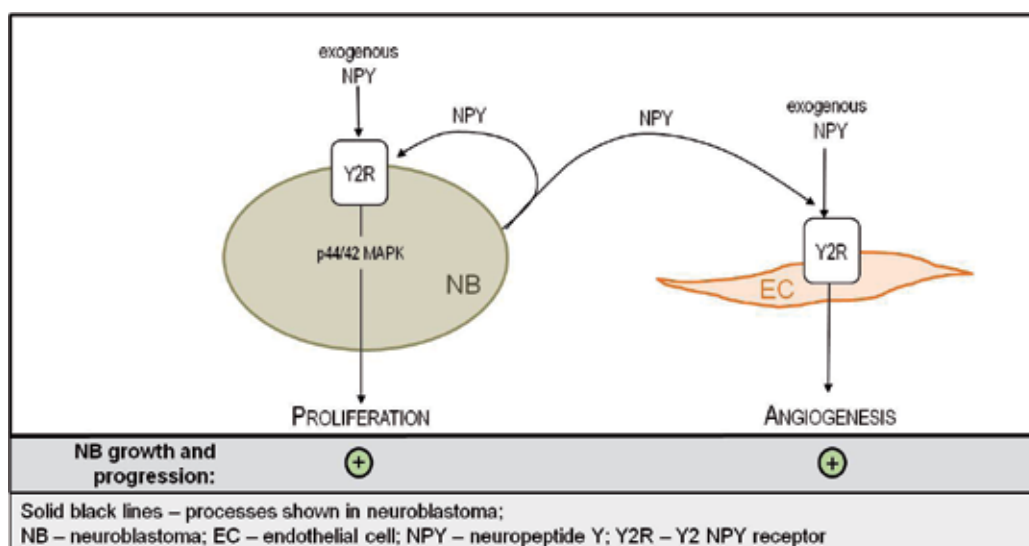 exogenous
NPY
NPY
NPY
exogenous
NPY
Y2R
p44/42 MAPK
NB
Y2R
EC
PROLIFERATION
ANGIOGENESIS
NB growth and
progression:
+
+
Solid black lines – processes shown in neuroblastoma;
NB – neuroblastoma; EC – endothelial cell; NPY – neuropeptide Y; Y2R – Y2 NPY receptor